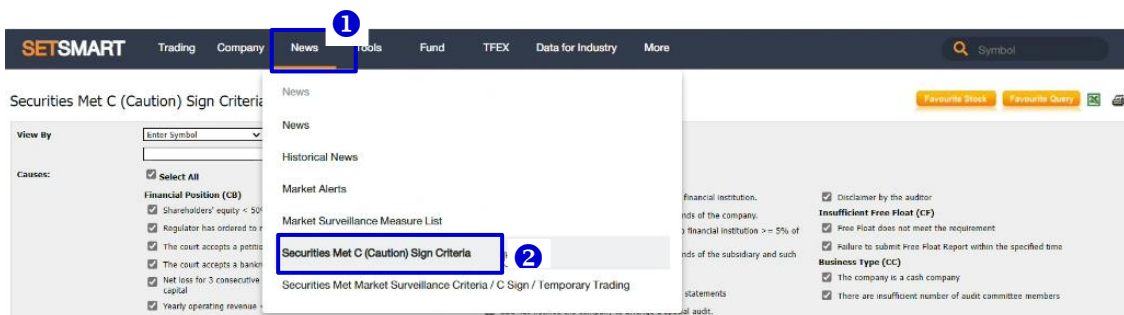 1
SETSMART Trading Company News Tools Fund TFEX Data for Industry More Symbol
Securities Met C (Caution) Sign Criteria
Favourite Stock Favourite Query
News
News
Historical News
Market Alerts
Market Surveillance Measure List
Securities Met C (Caution) Sign Criteria
2
Securities Met Market Surveillance Criteria / C Sign / Temporary Trading
View By Enter Symbol
Causes: Select All
Financial Position (CB)
Shareholders' equity < 50
Regulator has ordered to
The court accepts a
The court accepts a
Net loss for 3 consecutive
capital
Yearly operating revenue
financial institution.
of the company.
financial institution >= 5% of
of the subsidiary and such
statements
audit.
Disclaimer by the auditor
Insufficient Free Float (CF)
Free Float does not meet the requirement
Failure to submit Free Float Report within the specified time
Business Type (CC)
The company is a cash company
There are insufficient number of audit committee members